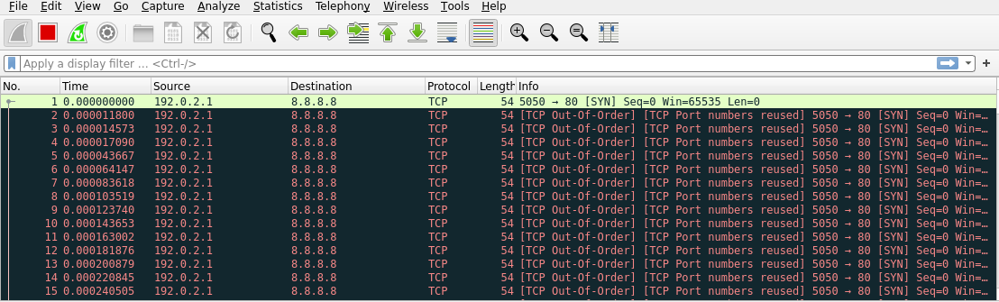 File Edit View Go Capture Analyze Statistics Telephony Wireless Tools Help
Apply a display filter … <Ctrl-/>
No. Time Source Destination Protocol Length Info
1 0.000000000 192.0.2.1 8.8.8.8 TCP 54 5050 → 80 [SYN] Seq=0 Win=65535 Len=0
2 0.000011800 192.0.2.1 8.8.8.8 TCP 54 [TCP Out-Of-Order] [TCP Port numbers reused] 5050 → 80 [SYN] Seq=0 Win=…
3 0.000014573 192.0.2.1 8.8.8.8 TCP 54 [TCP Out-Of-Order] [TCP Port numbers reused] 5050 → 80 [SYN] Seq=0 Win=…
4 0.000017090 192.0.2.1 8.8.8.8 TCP 54 [TCP Out-Of-Order] [TCP Port numbers reused] 5050 → 80 [SYN] Seq=0 Win=…
5 0.000043667 192.0.2.1 8.8.8.8 TCP 54 [TCP Out-Of-Order] [TCP Port numbers reused] 5050 → 80 [SYN] Seq=0 Win=…
6 0.000064147 192.0.2.1 8.8.8.8 TCP 54 [TCP Out-Of-Order] [TCP Port numbers reused] 5050 → 80 [SYN] Seq=0 Win=…
7 0.000083618 192.0.2.1 8.8.8.8 TCP 54 [TCP Out-Of-Order] [TCP Port numbers reused] 5050 → 80 [SYN] Seq=0 Win=…
8 0.000103519 192.0.2.1 8.8.8.8 TCP 54 [TCP Out-Of-Order] [TCP Port numbers reused] 5050 → 80 [SYN] Seq=0 Win=…
9 0.000123740 192.0.2.1 8.8.8.8 TCP 54 [TCP Out-Of-Order] [TCP Port numbers reused] 5050 → 80 [SYN] Seq=0 Win=…
10 0.000143653 192.0.2.1 8.8.8.8 TCP 54 [TCP Out-Of-Order] [TCP Port numbers reused] 5050 → 80 [SYN] Seq=0 Win=…
11 0.000163002 192.0.2.1 8.8.8.8 TCP 54 [TCP Out-Of-Order] [TCP Port numbers reused] 5050 → 80 [SYN] Seq=0 Win=…
12 0.000181876 192.0.2.1 8.8.8.8 TCP 54 [TCP Out-Of-Order] [TCP Port numbers reused] 5050 → 80 [SYN] Seq=0 Win=…
13 0.000200879 192.0.2.1 8.8.8.8 TCP 54 [TCP Out-Of-Order] [TCP Port numbers reused] 5050 → 80 [SYN] Seq=0 Win=…
14 0.000220845 192.0.2.1 8.8.8.8 TCP 54 [TCP Out-Of-Order] [TCP Port numbers reused] 5050 → 80 [SYN] Seq=0 Win=…
15 0.000240505 192.0.2.1 8.8.8.8 TCP 54 [TCP Out-Of-Order] [TCP Port numbers reused] 5050 → 80 [SYN] Seq=0 Win=…